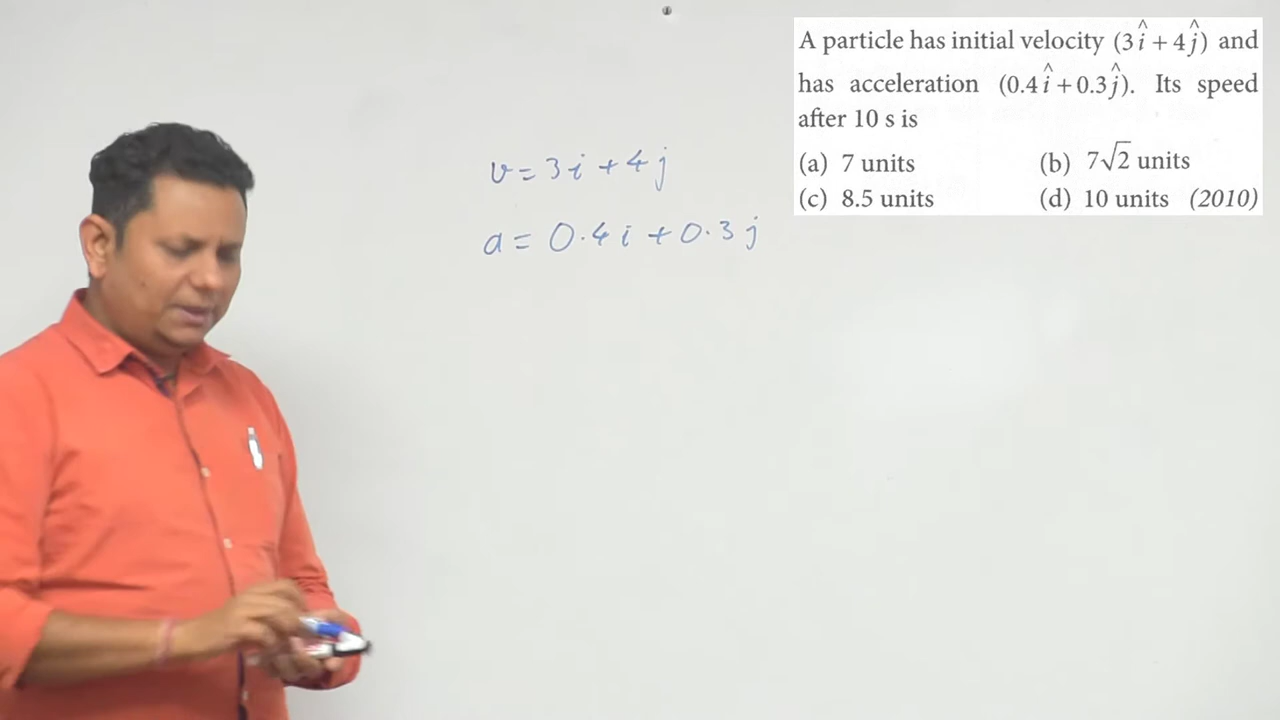 A particle has initial velocity (3î + 4ĵ) and
has acceleration (0.4î + 0.3ĵ). Its speed
after 10 s is
(a) 7 units (b) 7√2 units
(c) 8.5 units (d) 10 units (2010)
v = 3i + 4j
a = 0.4i + 0.3j